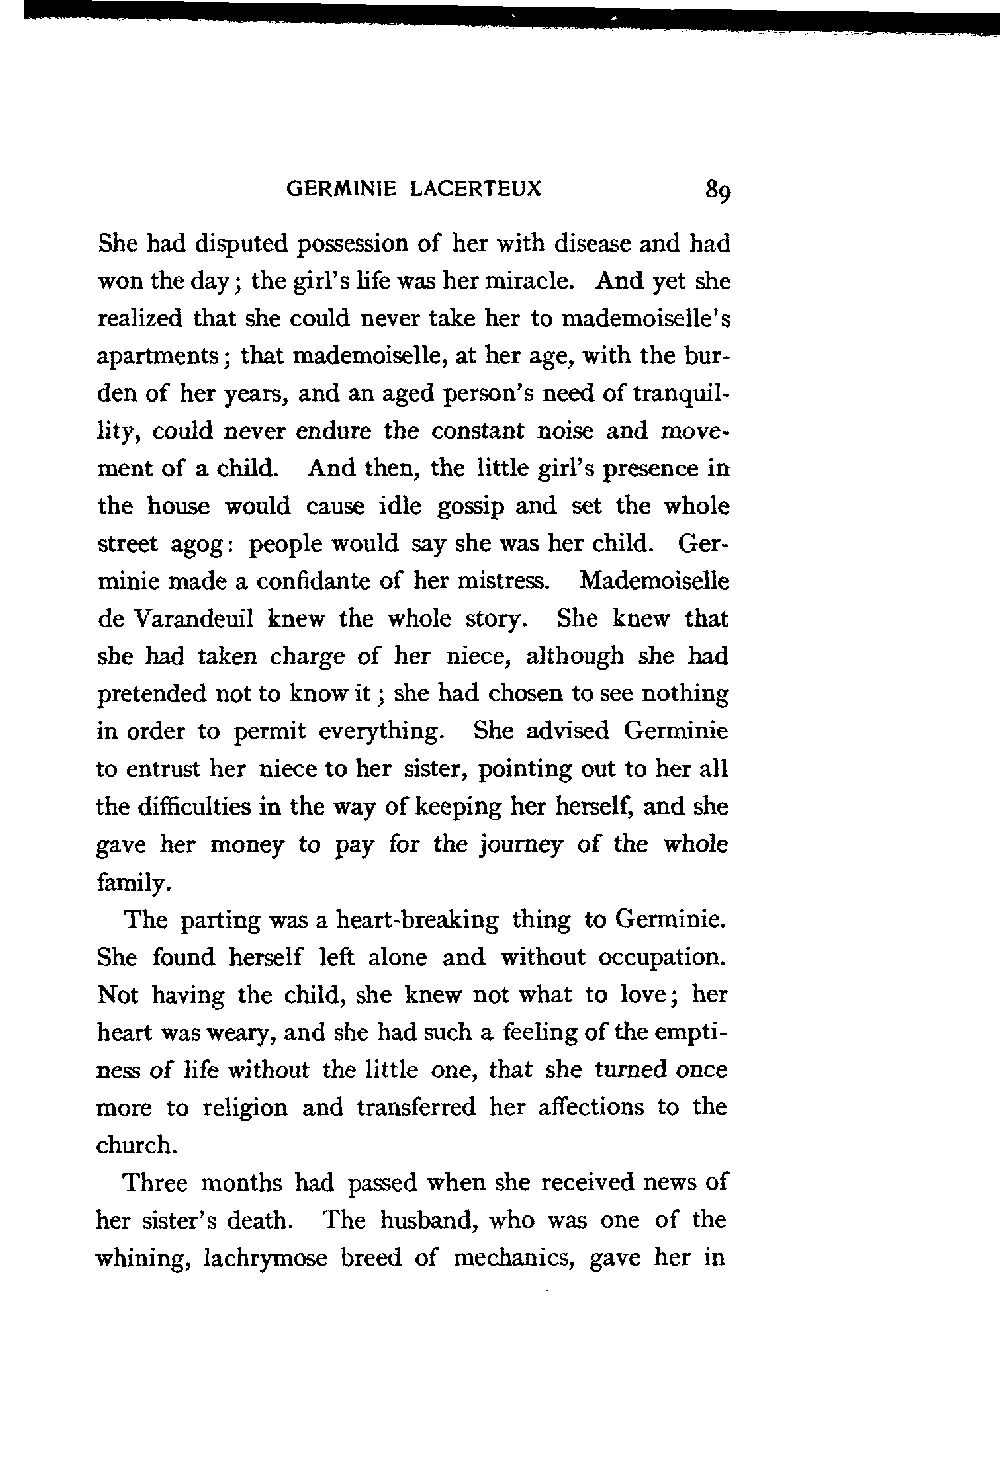 GERMINIE LACERTEUX 89
She had disputed possession of her with disease and had
won the day; the girl's life was her miracle. And yet she
realized that she could never take her to mademoiselle's
apartments; that mademoiselle, at her age, with the bur-
den of her years, and an aged person's need of tranquil-
lity, could never endure the constant noise and move-
ment of a child. And then, the little girl's presence in
the house would cause idle gossip and set the whole
street agog: people would say she was her child. Ger-
minie made a confidante of her mistress. Mademoiselle
de Varandeuil knew the whole story. She knew that
she had taken charge of her niece, although she had
pretended not to know it; she had chosen to see nothing
in order to permit everything. She advised Germinie
to entrust her niece to her sister, pointing out to her all
the difficulties in the way of keeping her herself, and she
gave her money to pay for the journey of the whole
family.
The parting was a heart-breaking thing to Germinie.
She found herself left alone and without occupation.
Not having the child, she knew not what to love; her
heart was weary, and she had such a feeling of the empti-
ness of life without the little one, that she turned once
more to religion and transferred her affections to the
church.
Three months had passed when she received news of
her sister's death. The husband, who was one of the
whining, lachrymose breed of mechanics, gave her in